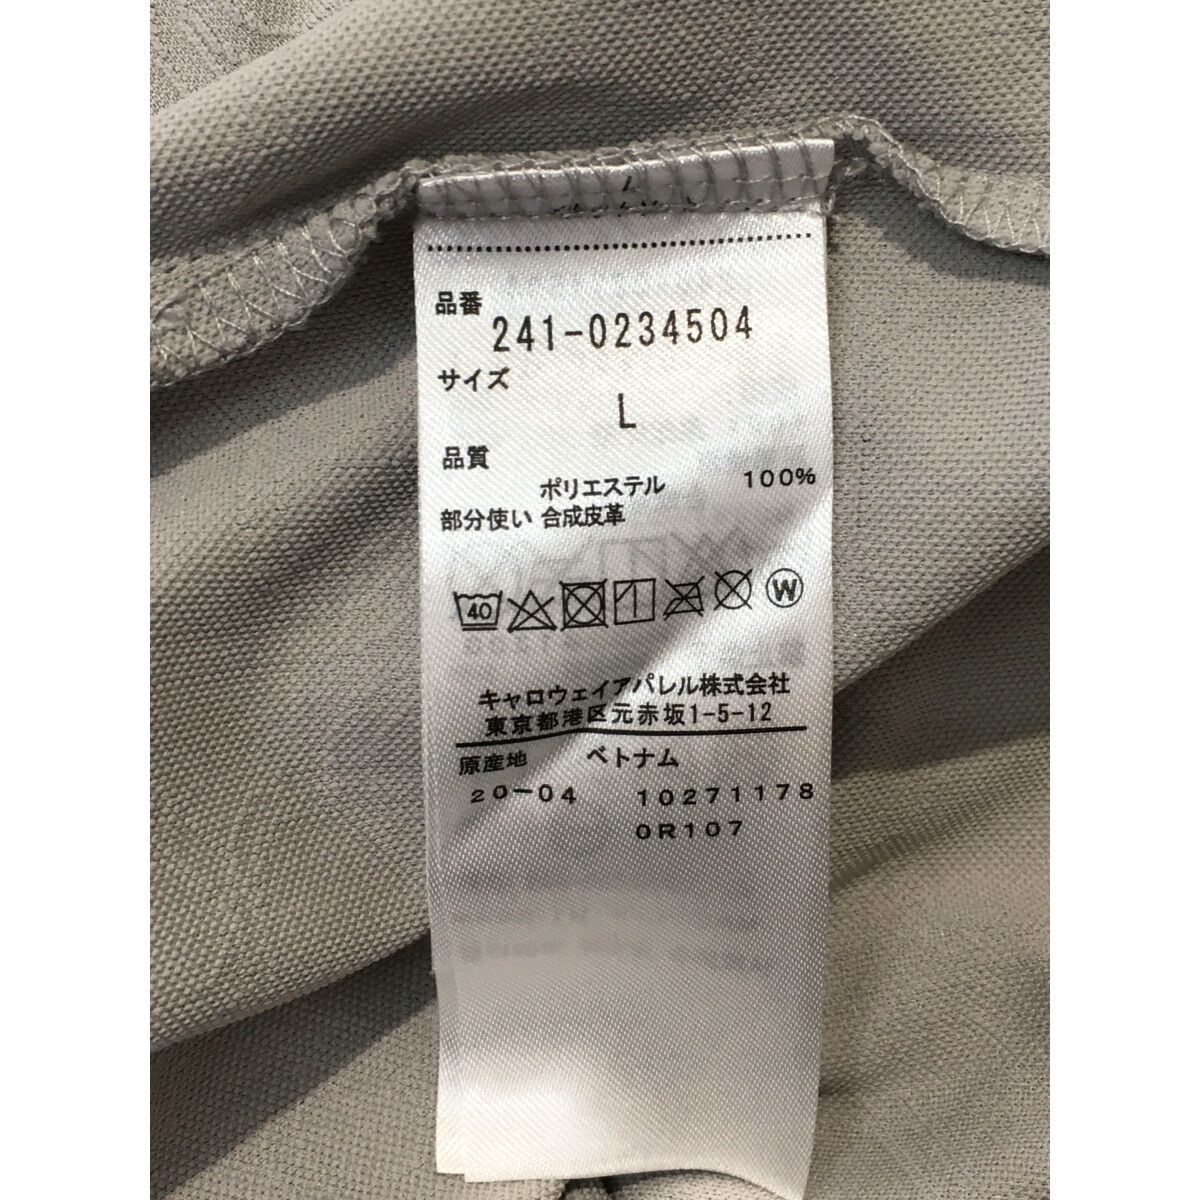 品番
241-0234504
サイズ
L
品質
ポリエステル 100%
部分使い 合成皮革
40 W
キャロウェイアパレル株式会社
東京都港区元赤坂1-5-12
原産地 ベトナム
20-04 10271178
0R107